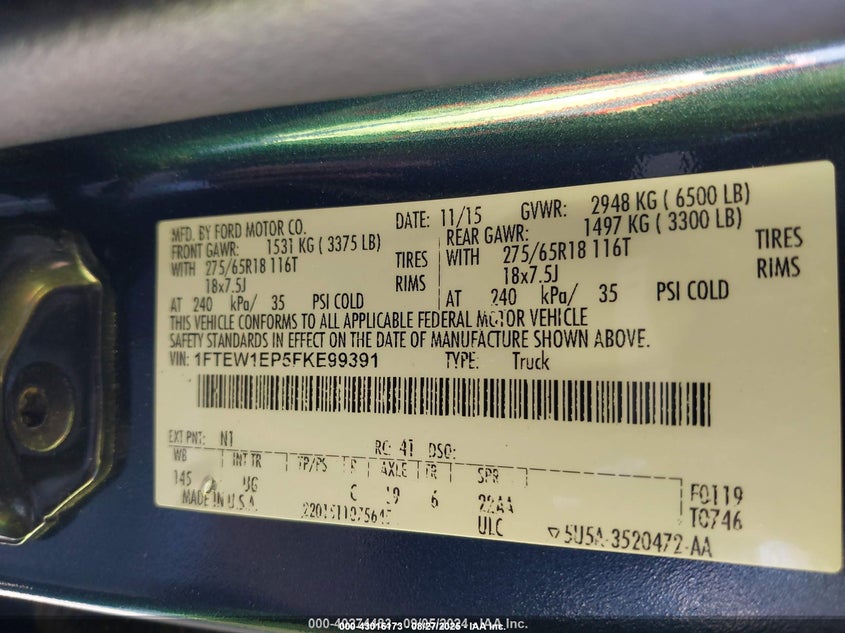 MFD. BY FORD MOTOR CO. DATE: 11/15 GVWR: 2948 KG ( 6500 LB)
FRONT GAWR: 1531 KG ( 3375 LB) REAR GAWR: 1497 KG ( 3300 LB)
WITH 275/65R18 116T TIRES WITH 275/65R18 116T TIRES
18x7.5J RIMS 18x7.5J RIMS
AT 240 kPa/ 35 PSI COLD AT 240 kPa/ 35 PSI COLD
THIS VEHICLE CONFORMS TO ALL APPLICABLE FEDERAL MOTOR VEHICLE
SAFETY STANDARDS IN EFFECT ON THE DATE OF MANUFACTURE SHOWN ABOVE.
VIN: 1FTEW1EP5FKE99391 TYPE: Truck
EXT PNT: N1 RC: 41 DSO:
WB INT TR TP/PS R AXLE TR SPR
145 UG C 19 6 22AA F0119
MADE IN U.S.A. ULC T0746
5U5A-3520472-AA
IAA Inc.